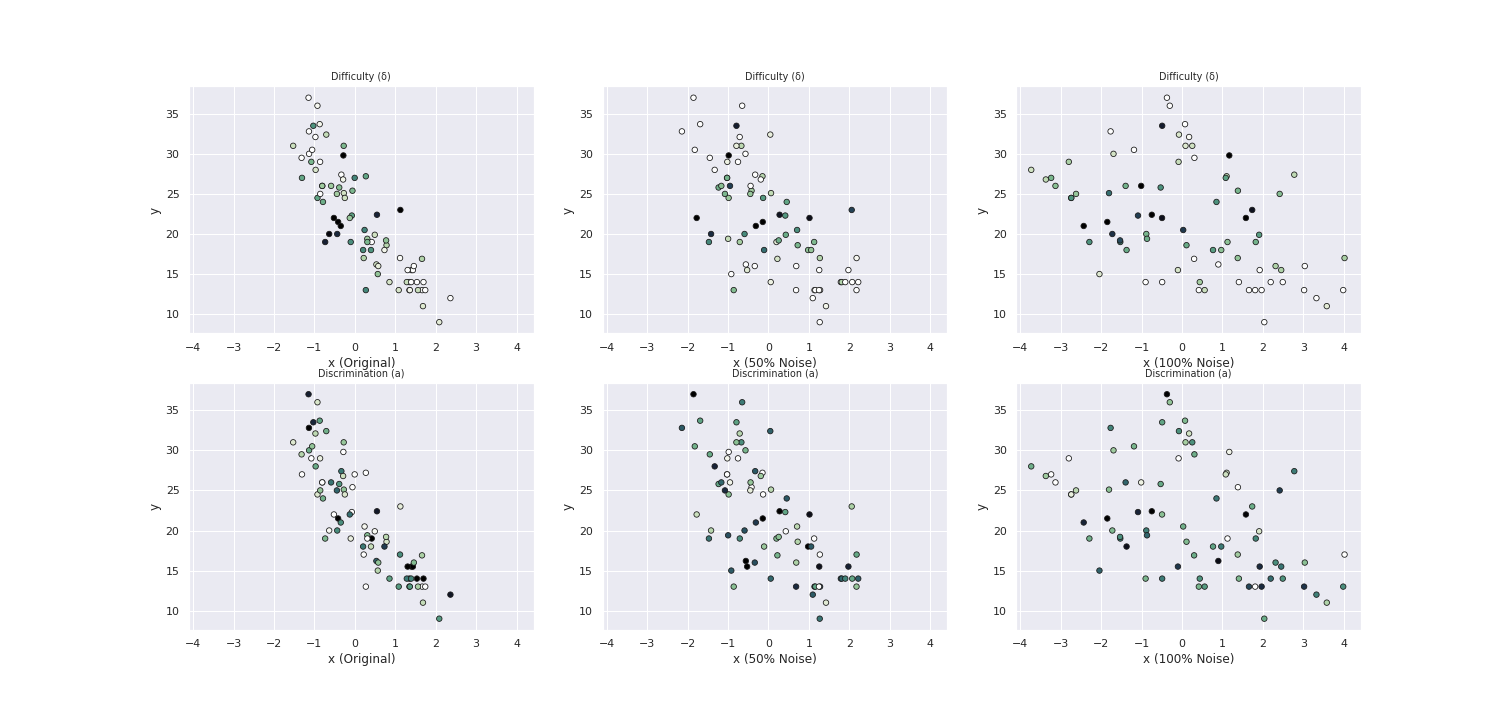 Difficulty (δ) Difficulty (δ) Difficulty (δ)
35 35 35
30 30 30
25 25 25
y y y
20 20 20
15 15 15
10 10 10
−4 −3 −2 −1 0 1 2 3 4 −4 −3 −2 −1 0 1 2 3 4 −4 −3 −2 −1 0 1 2 3 4
x (Original) x (50% Noise) x (100% Noise)
Discrimination (a) Discrimination (a) Discrimination (a)
35 35 35
30 30 30
25 25 25
y y y
20 20 20
15 15 15
10 10 10
−4 −3 −2 −1 0 1 2 3 4 −4 −3 −2 −1 0 1 2 3 4 −4 −3 −2 −1 0 1 2 3 4
x (Original) x (50% Noise) x (100% Noise)